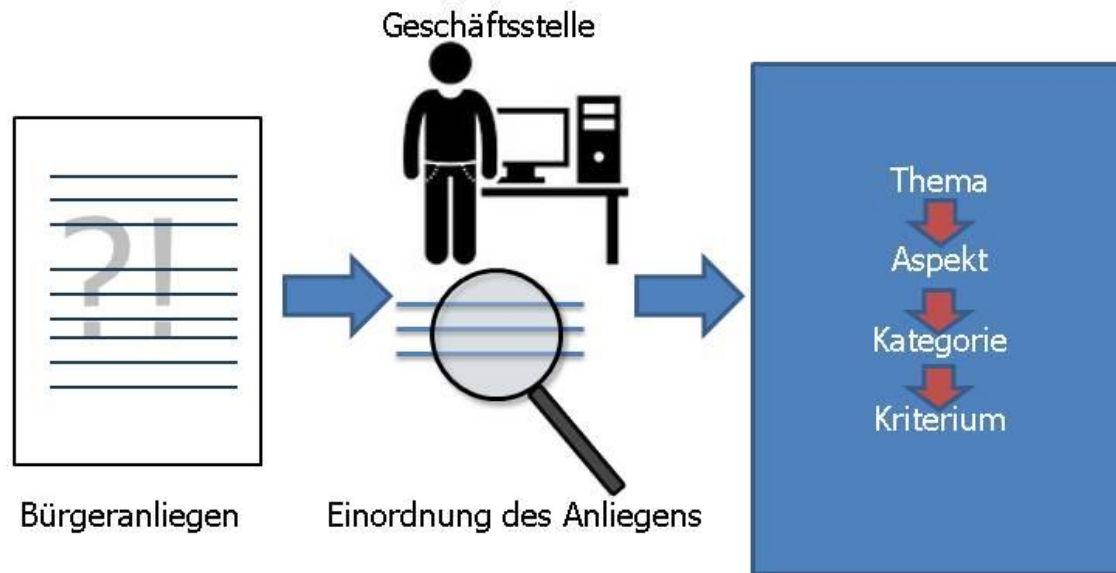 Geschäftsstelle
?!
Bürgeranliegen
Einordnung des Anliegens
Thema
Aspekt
Kategorie
Kriterium